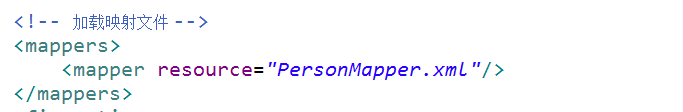 <!-- 加载映射文件 -->
<mappers>
<mapper resource="PersonMapper.xml"/>
</mappers>